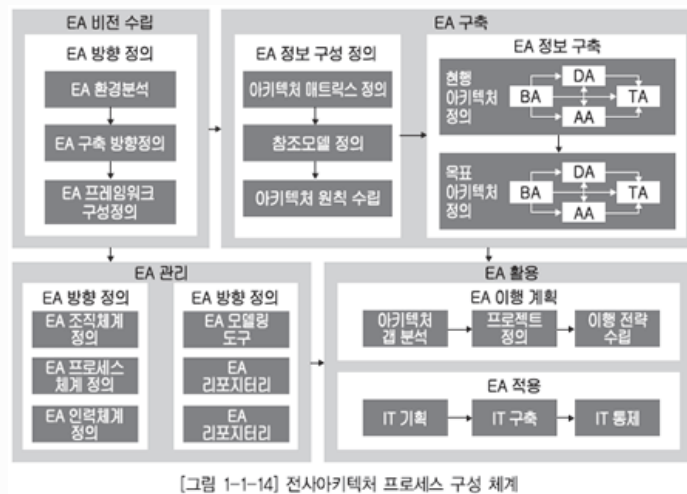 EA 비전 수립
EA 방향 정의
EA 환경분석
EA 구축 방향정의
EA 프레임워크
구성정의
EA 구축
EA 정보 구성 정의
아키텍처 매트릭스 정의
참조모델 정의
아키텍처 원칙 수립
EA 정보 구축
현행
아키텍처
정의
BA
DA
AA
TA
목표
아키텍처
정의
BA
DA
AA
TA
EA 관리
EA 방향 정의
EA 조직체계
정의
EA 프로세스
체계 정의
EA 인력체계
정의
EA 방향 정의
EA 모델링
도구
EA
리포지터리
EA
리포지터리
EA 활용
EA 이행 계획
아키텍처
갭 분석
프로젝트
정의
이행 전략
수립
EA 적용
IT 기획
IT 구축
IT 통제
[그림 1-1-14] 전사아키텍처 프로세스 구성 체계